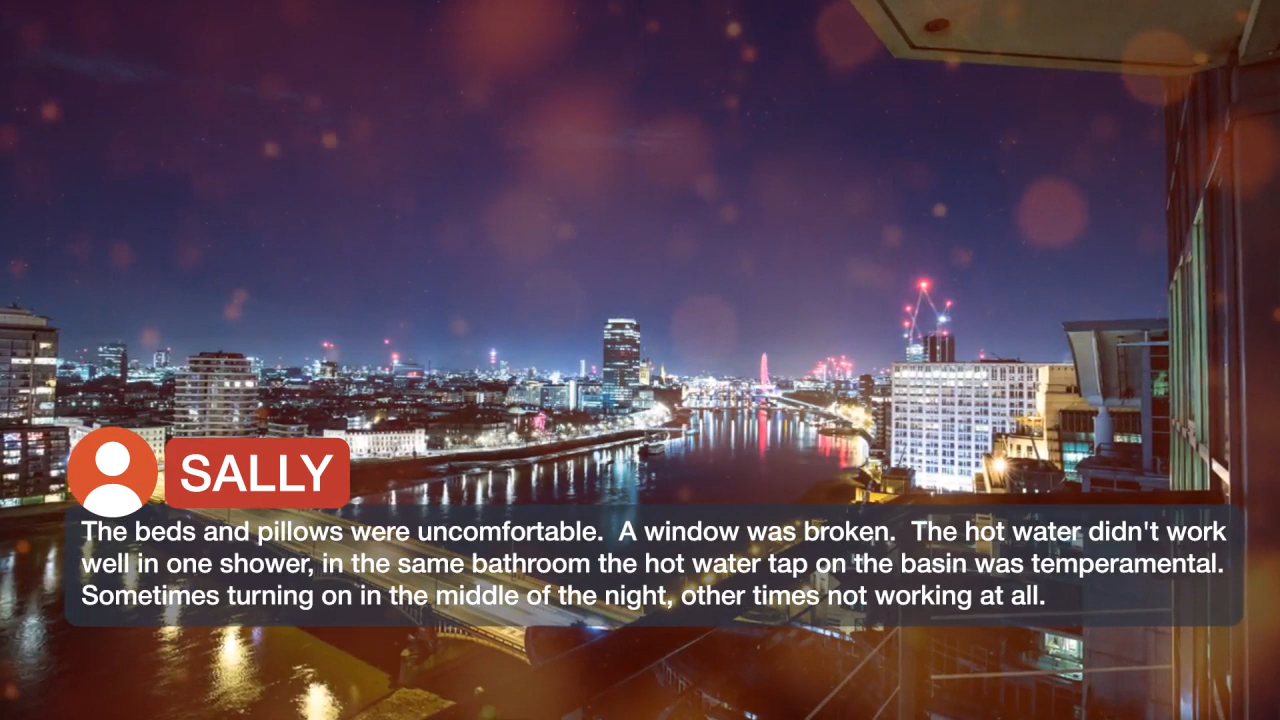 SALLY
The beds and pillows were uncomfortable.  A window was broken.  The hot water didn't work
well in one shower, in the same bathroom the hot water tap on the basin was temperamental.
Sometimes turning on in the middle of the night, other times not working at all.